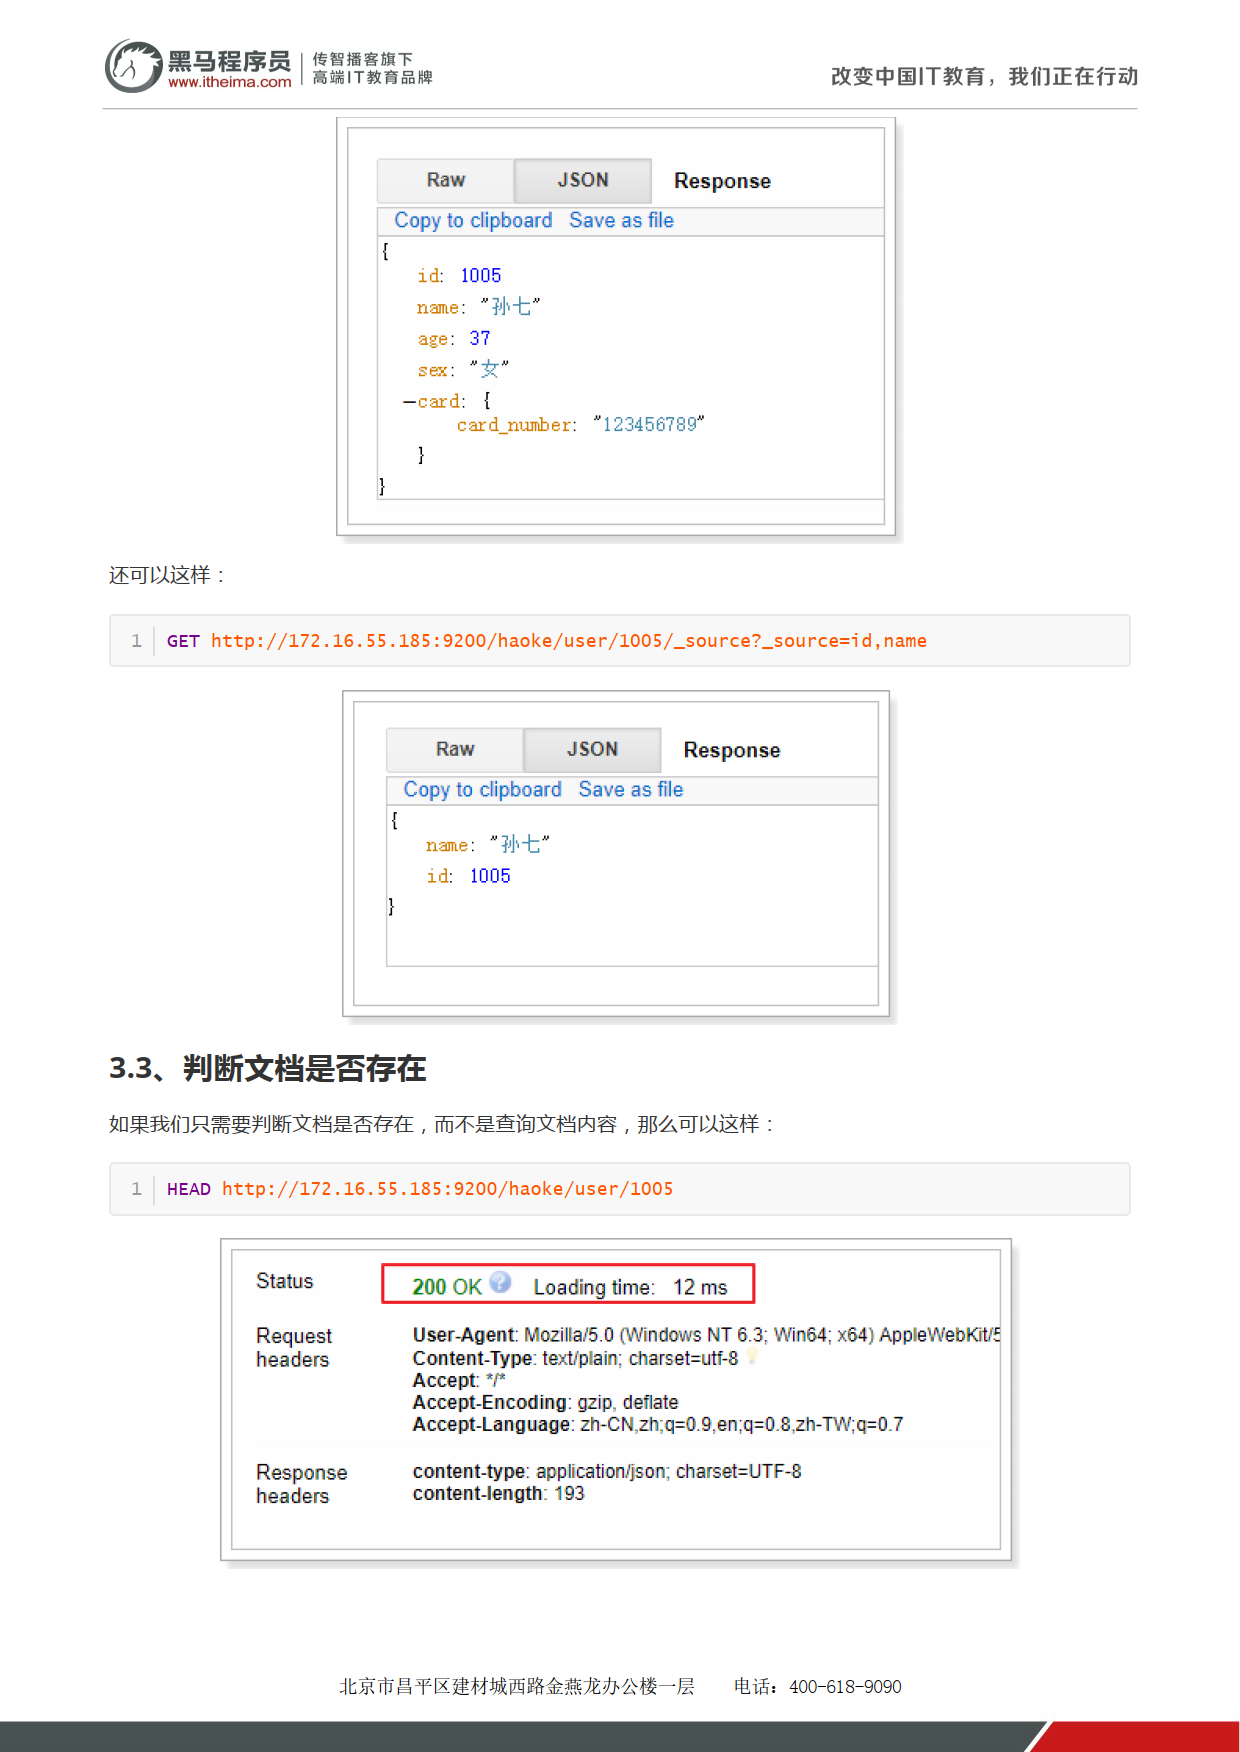 黑马程序员
www.itheima.com
传智播客旗下
高端IT教育品牌
改变中国IT教育，我们正在行动
Raw JSON Response
Copy to clipboard Save as file
{
id: 1005
name: "孙七"
age: 37
sex: "女"
–card: {
card_number: "123456789"
}
}
还可以这样：
1 GET http://172.16.55.185:9200/haoke/user/1005/_source?_source=id,name
Raw JSON Response
Copy to clipboard Save as file
{
name: "孙七"
id: 1005
}
3.3、判断文档是否存在
如果我们只需要判断文档是否存在，而不是查询文档内容，那么可以这样：
1 HEAD http://172.16.55.185:9200/haoke/user/1005
Status 200 OK ? Loading time: 12 ms
Request headers
User-Agent: Mozilla/5.0 (Windows NT 6.3; Win64; x64) AppleWebKit/5
Content-Type: text/plain; charset=utf-8
Accept: */*
Accept-Encoding: gzip, deflate
Accept-Language: zh-CN,zh;q=0.9,en;q=0.8,zh-TW;q=0.7
Response headers
content-type: application/json; charset=UTF-8
content-length: 193
北京市昌平区建材城西路金燕龙办公楼一层 电话：400-618-9090